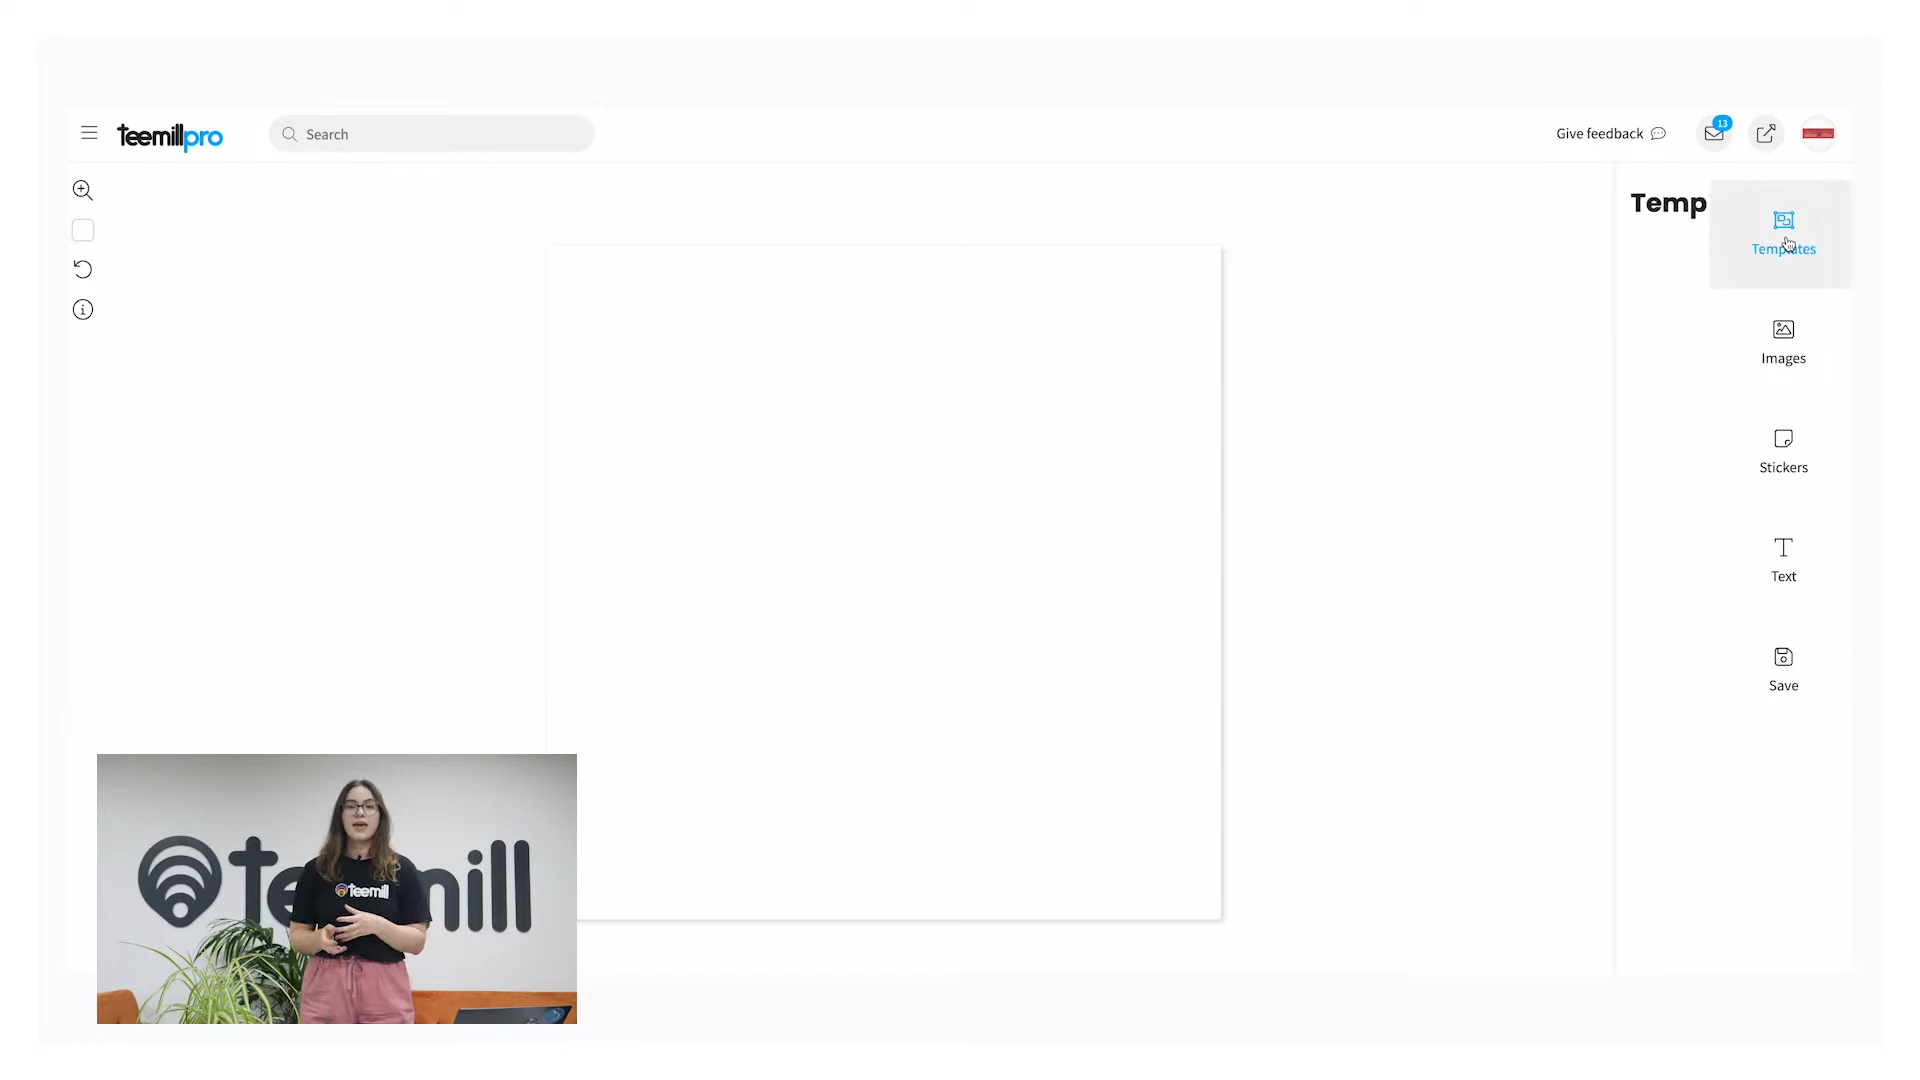 teemillpro
Search
Give feedback
13
Temp
Templates
Images
Stickers
Text
Save
teemill
teemill